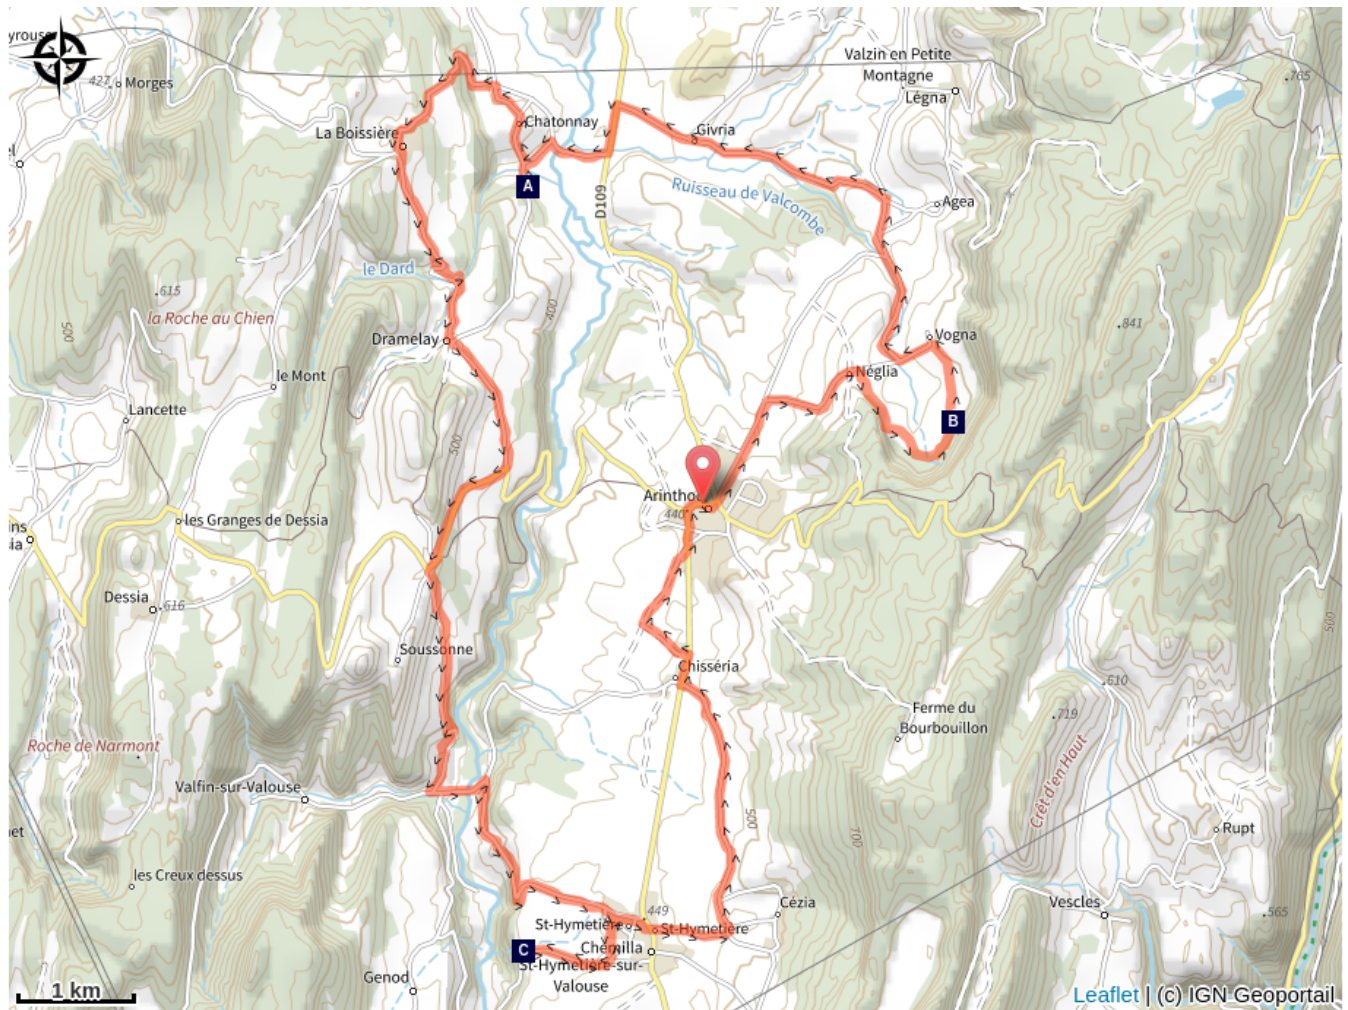 yrouse
Morges
427
La Boissière
Chatonnay
Givria
Valzin en Petite
Montagne
Légna
765
A
D109
Ruisseau de Valcombe
Agea
le Dard
615
la Roche au Chien
500
400
841
Dramelay
Vogna
Néglia
le Mont
Lancette
B
500
Arinthod
440
les Granges de Dessia
ins
ia
Dessia
616
Soussonne
Chisséria
500
610
719
Ferme du
Bourbouillon
Roche de Narmont
Crêt d'en Haut
Valfin-sur-Valouse
500
700
Rupt
net
les Creux dessus
Cézia
Vescles
565
449
St-Hymetière
St-Hymetière
Chemilla
C
St-Hymetière-sur-
Valouse
Genod
1 km
Leaflet | (c) IGN Geoportail